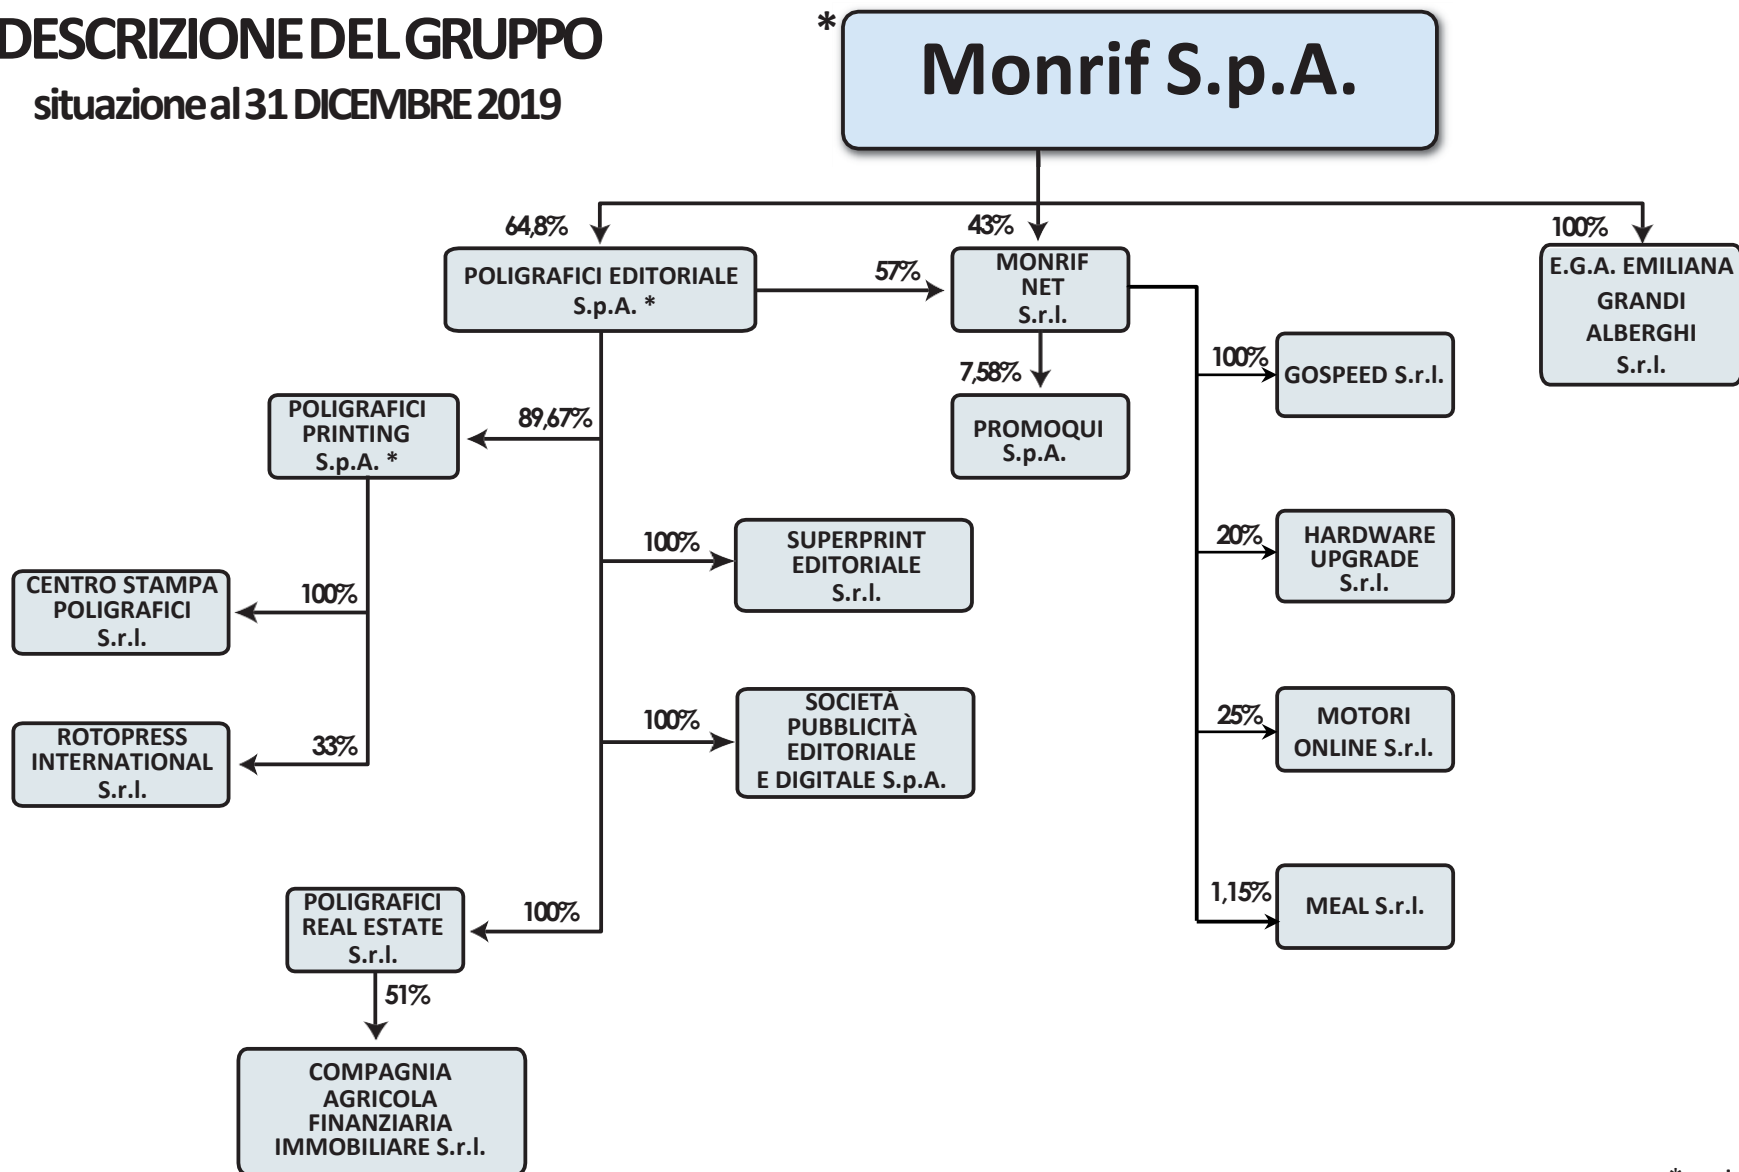 DESCRIZIONE DEL GRUPPO
situazione al 31 DICEMBRE 2019
*
Monrif S.p.A.
64,8%
43%
100%
POLIGRAFICI EDITORIALE
S.p.A. *
57%
MONRIF
NET
S.r.l.
E.G.A. EMILIANA
GRANDI
ALBERGHI
S.r.l.
7,58%
PROMOQUI
S.p.A.
100%
GOSPEED S.r.l.
POLIGRAFICI
PRINTING
S.p.A. *
89,67%
100%
SUPERPRINT
EDITORIALE
S.r.l.
20%
HARDWARE
UPGRADE
S.r.l.
CENTRO STAMPA
POLIGRAFICI
S.r.l.
100%
ROTOPRESS
INTERNATIONAL
S.r.l.
33%
100%
SOCIETÀ
PUBBLICITÀ
EDITORIALE
E DIGITALE S.p.A.
25%
MOTORI
ONLINE S.r.l.
POLIGRAFICI
REAL ESTATE
S.r.l.
100%
1,15%
MEAL S.r.l.
51%
COMPAGNIA
AGRICOLA
FINANZIARIA
IMMOBILIARE S.r.l.
*